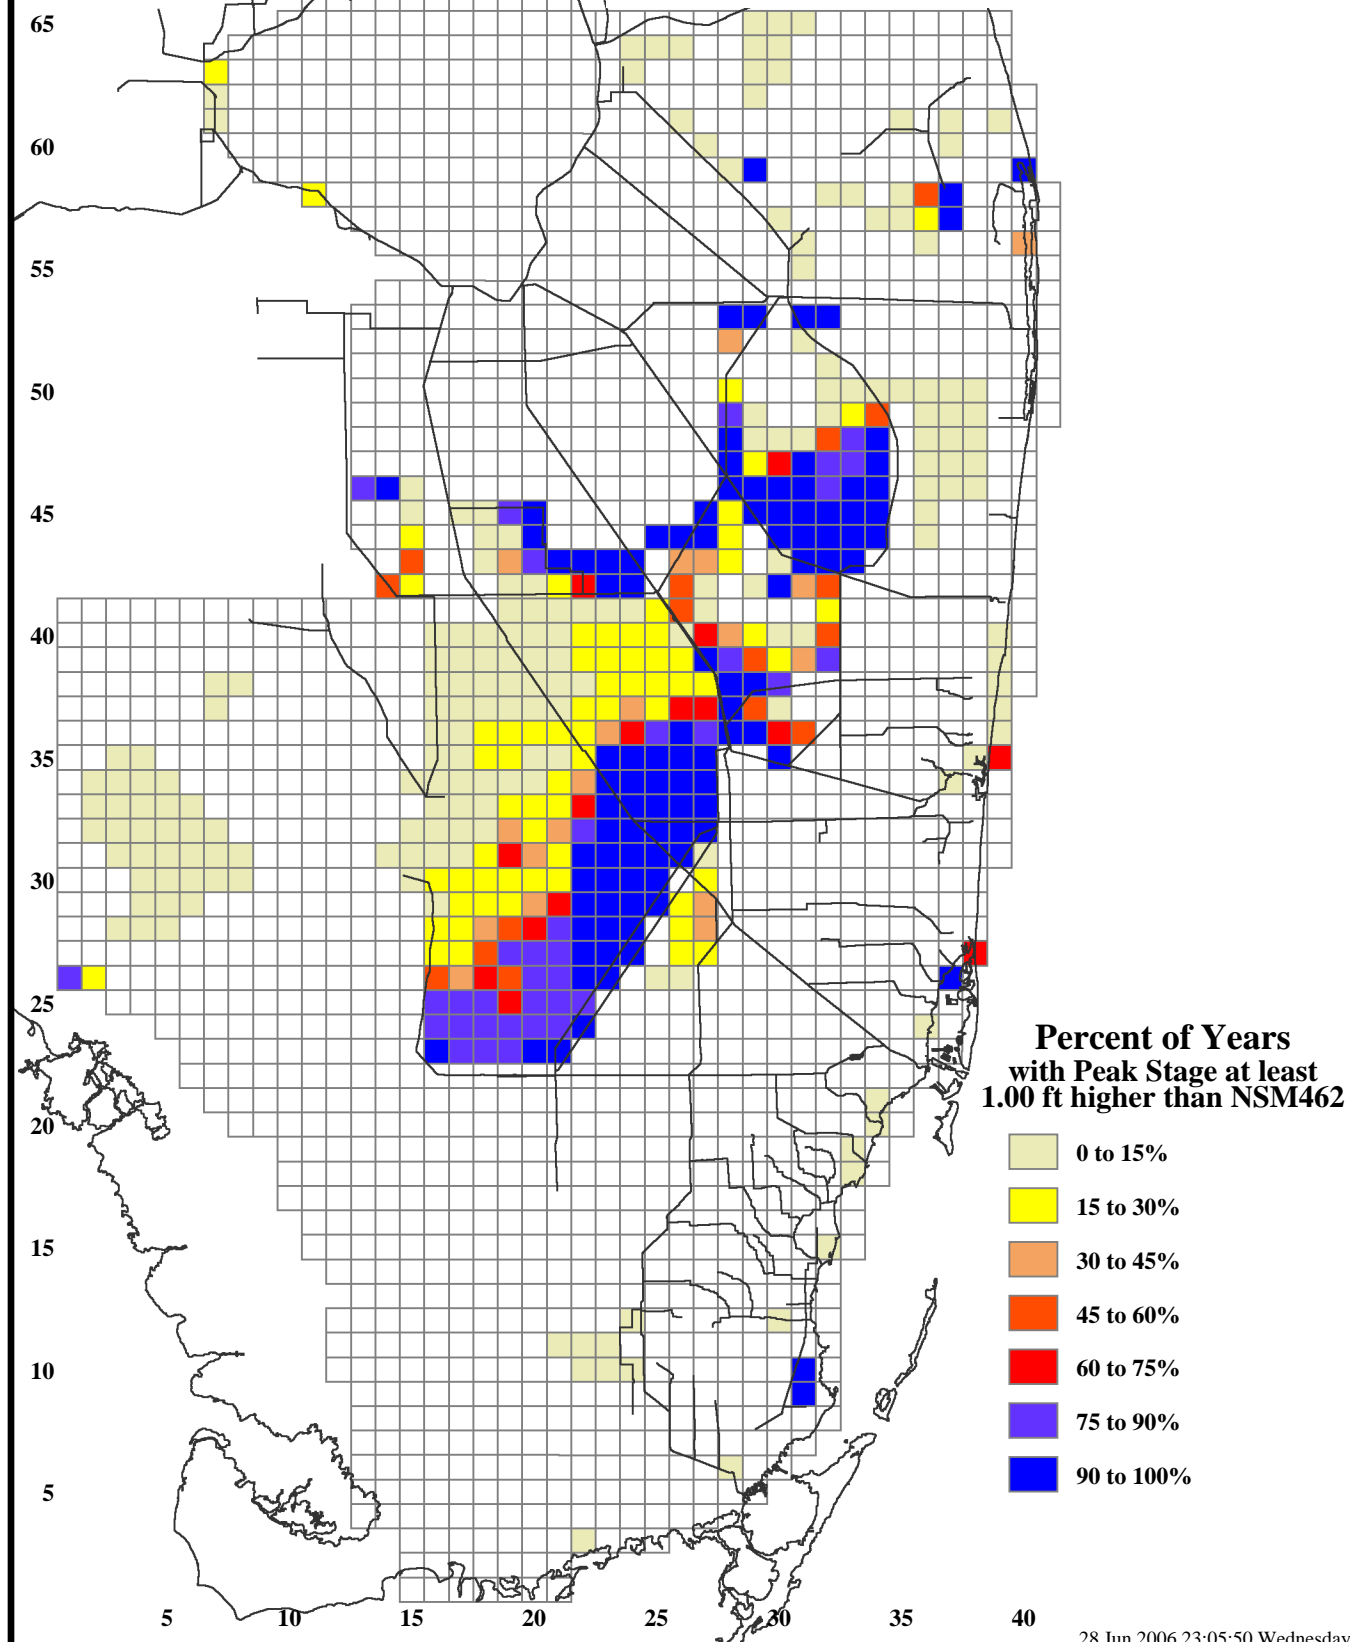 65
60
55
50
45
40
35
30
25
20
15
10
5
Percent of Years
with Peak Stage at least
1.00 ft higher than NSM462
0 to 15%
15 to 30%
30 to 45%
45 to 60%
60 to 75%
75 to 90%
90 to 100%
5 10 15 20 25 30 35 40
28 Jun 2006 23:05:50 Wednesday